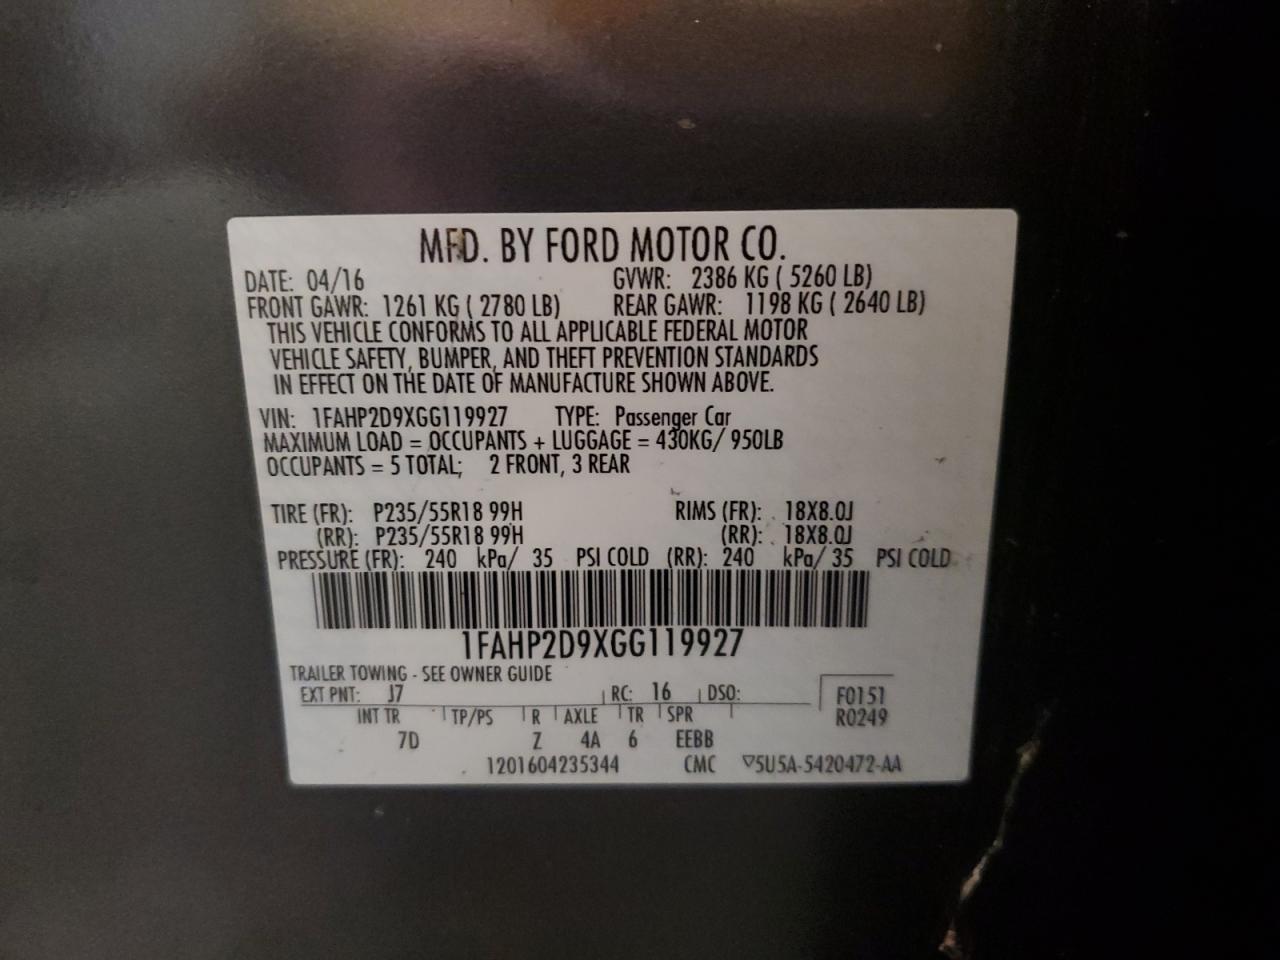 MFD. BY FORD MOTOR CO.
DATE: 04/16 GVWR: 2386 KG ( 5260 LB)
FRONT GAWR: 1261 KG ( 2780 LB) REAR GAWR: 1198 KG ( 2640 LB)
THIS VEHICLE CONFORMS TO ALL APPLICABLE FEDERAL MOTOR
VEHICLE SAFETY, BUMPER, AND THEFT PREVENTION STANDARDS
IN EFFECT ON THE DATE OF MANUFACTURE SHOWN ABOVE.
VIN: 1FAHP2D9XGG119927 TYPE: Passenger Car
MAXIMUM LOAD = OCCUPANTS + LUGGAGE = 430KG/ 950LB
OCCUPANTS = 5 TOTAL; 2 FRONT, 3 REAR
TIRE (FR): P235/55R18 99H RIMS (FR): 18X8.0J
(RR): P235/55R18 99H (RR): 18X8.0J
PRESSURE (FR): 240 kPa/ 35 PSI COLD (RR): 240 kPa/ 35 PSI COLD
1FAHP2D9XGG119927
TRAILER TOWING - SEE OWNER GUIDE
EXT PNT: J7 RC: 16 DSO: F0151
INT TR TP/PS R AXLE TR SPR R0249
7D Z 4A 6 EEBB
1201604235344 CMC ▽5U5A-5420472-AA